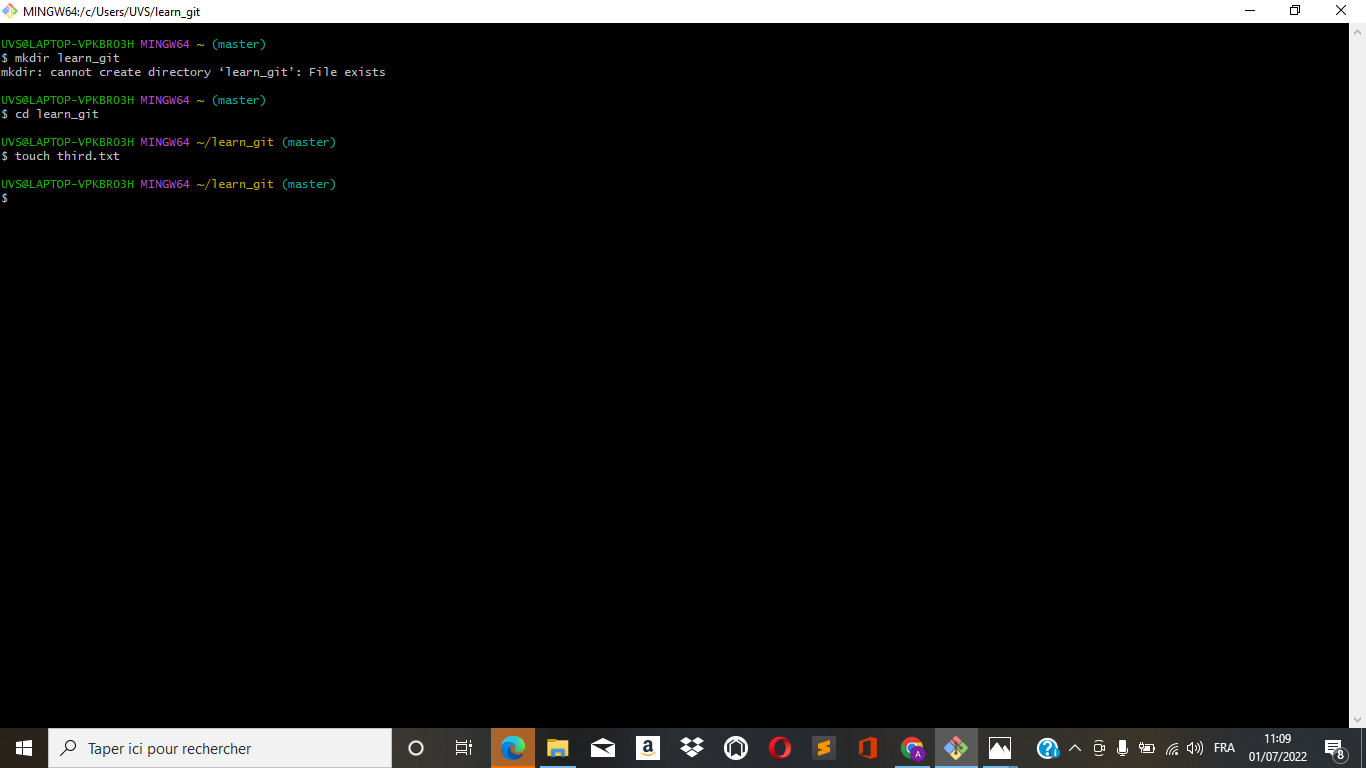 MINGW64:/c/Users/UVS/learn_git
UVS@LAPTOP-VPKBRO3H MINGW64 ~ (master)
$ mkdir learn_git
mkdir: cannot create directory ‘learn_git’: File exists
UVS@LAPTOP-VPKBRO3H MINGW64 ~ (master)
$ cd learn_git
UVS@LAPTOP-VPKBRO3H MINGW64 ~/learn_git (master)
$ touch third.txt
UVS@LAPTOP-VPKBRO3H MINGW64 ~/learn_git (master)
$
Taper ici pour rechercher
a
A
FRA
11:09
01/07/2022
8